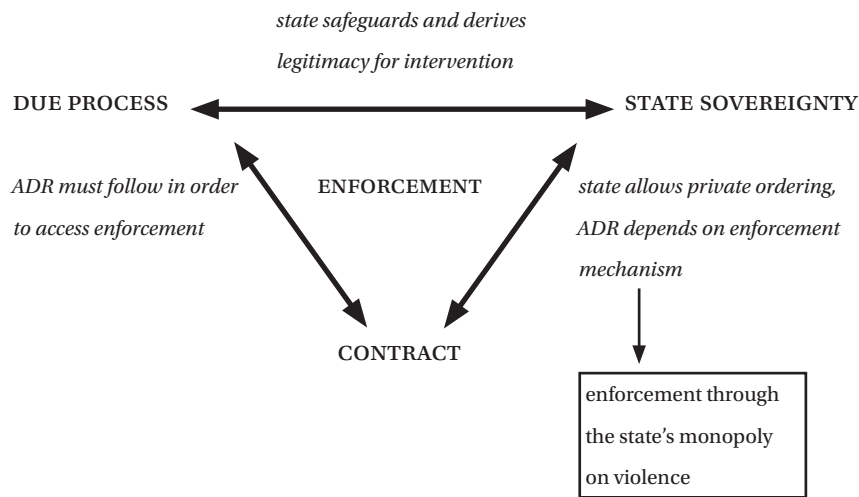 state safeguards and derives
legitimacy for intervention
DUE PROCESS
STATE SOVEREIGNTY
ADR must follow in order
to access enforcement
ENFORCEMENT
state allows private ordering,
ADR depends on enforcement
mechanism
CONTRACT
enforcement through
the state’s monopoly
on violence